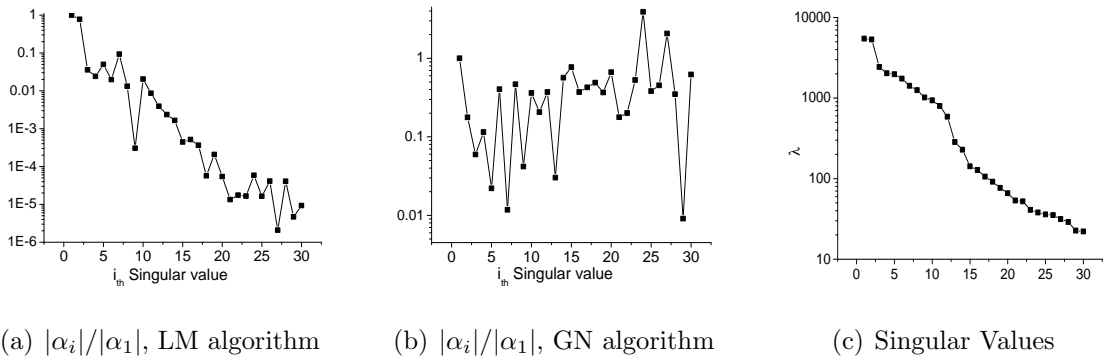 1
0.1
0.01
1E-3
1E-4
1E-5
1E-6
0 5 10 15 20 25 30
i_th Singular value
1
0.1
0.01
0 5 10 15 20 25 30
i_th Singular value
10000
1000
100
10
λ
0 5 10 15 20 25 30
(a) |α_i|/|α_1|, LM algorithm
(b) |α_i|/|α_1|, GN algorithm
(c) Singular Values